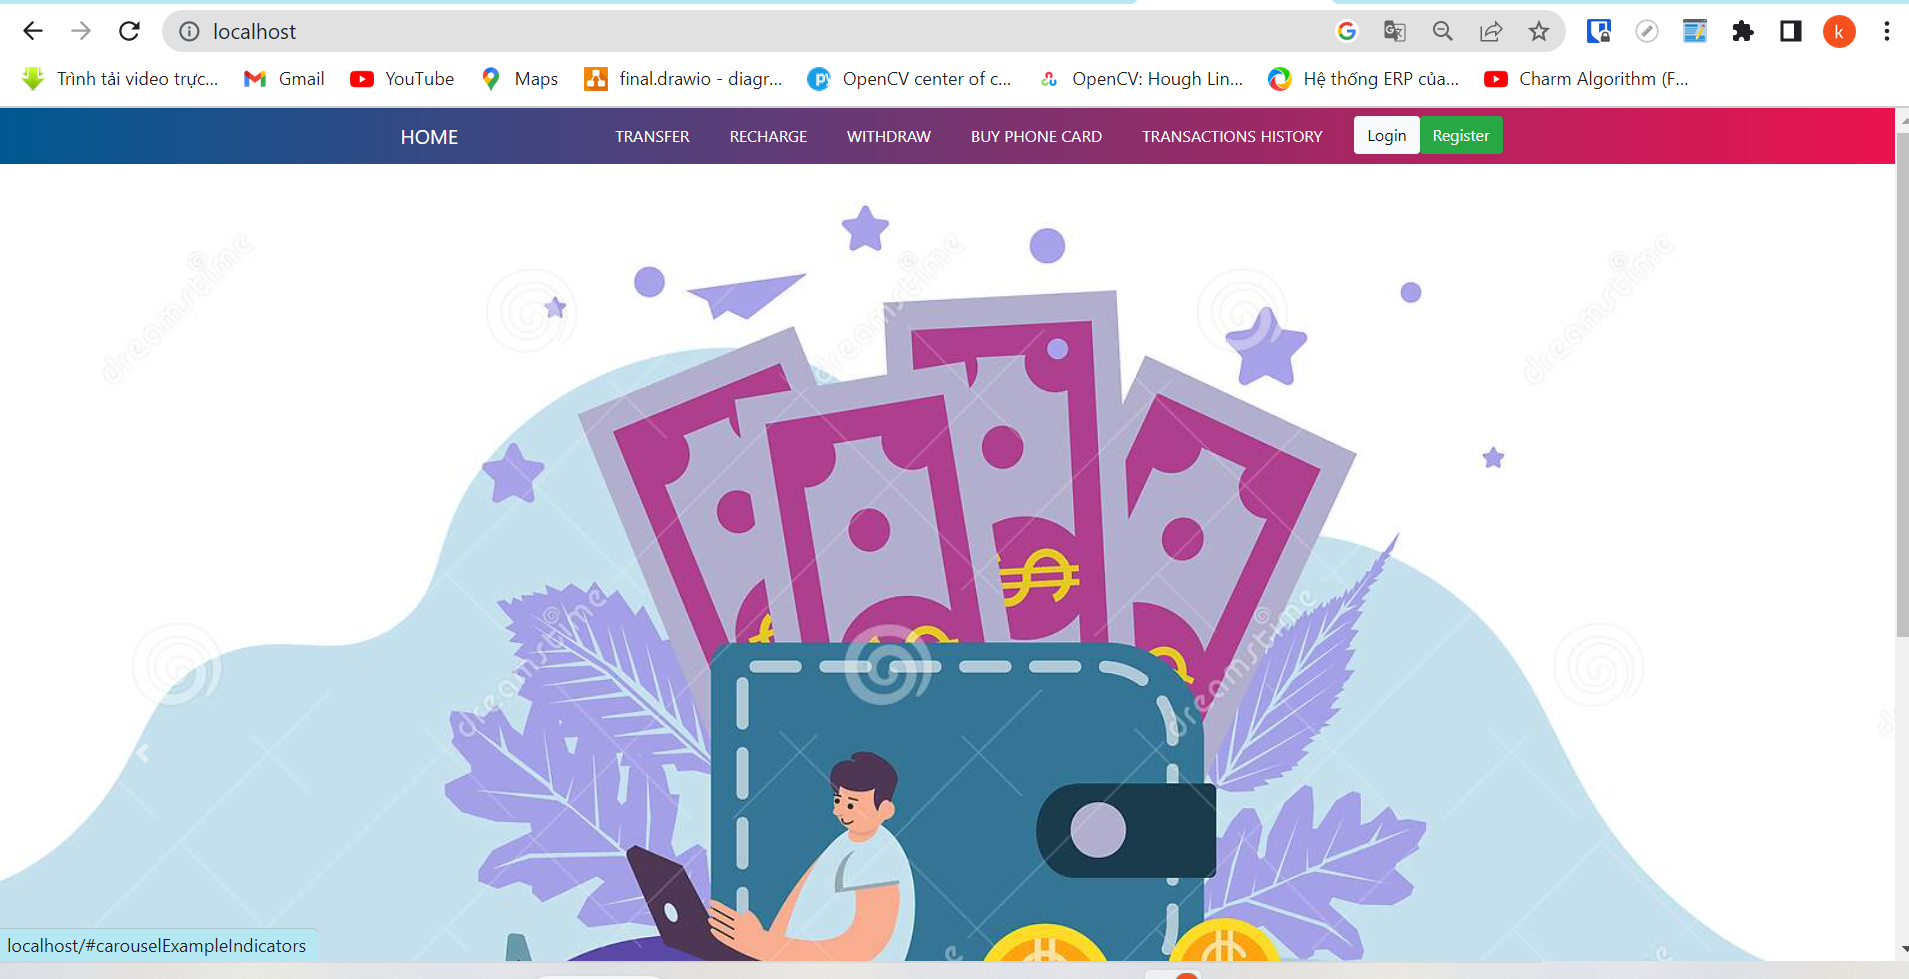 localhost
k
Trình tải video trực...
Gmail
YouTube
Maps
final.drawio - diagr...
OpenCV center of c...
OpenCV: Hough Lin...
Hệ thống ERP của...
Charm Algorithm (F...
HOME
TRANSFER
RECHARGE
WITHDRAW
BUY PHONE CARD
TRANSACTIONS HISTORY
Login
Register
dreamstime
dreamstime
dreamstime
dreamstime
dreamstime
localhost/#carouselExampleIndicators